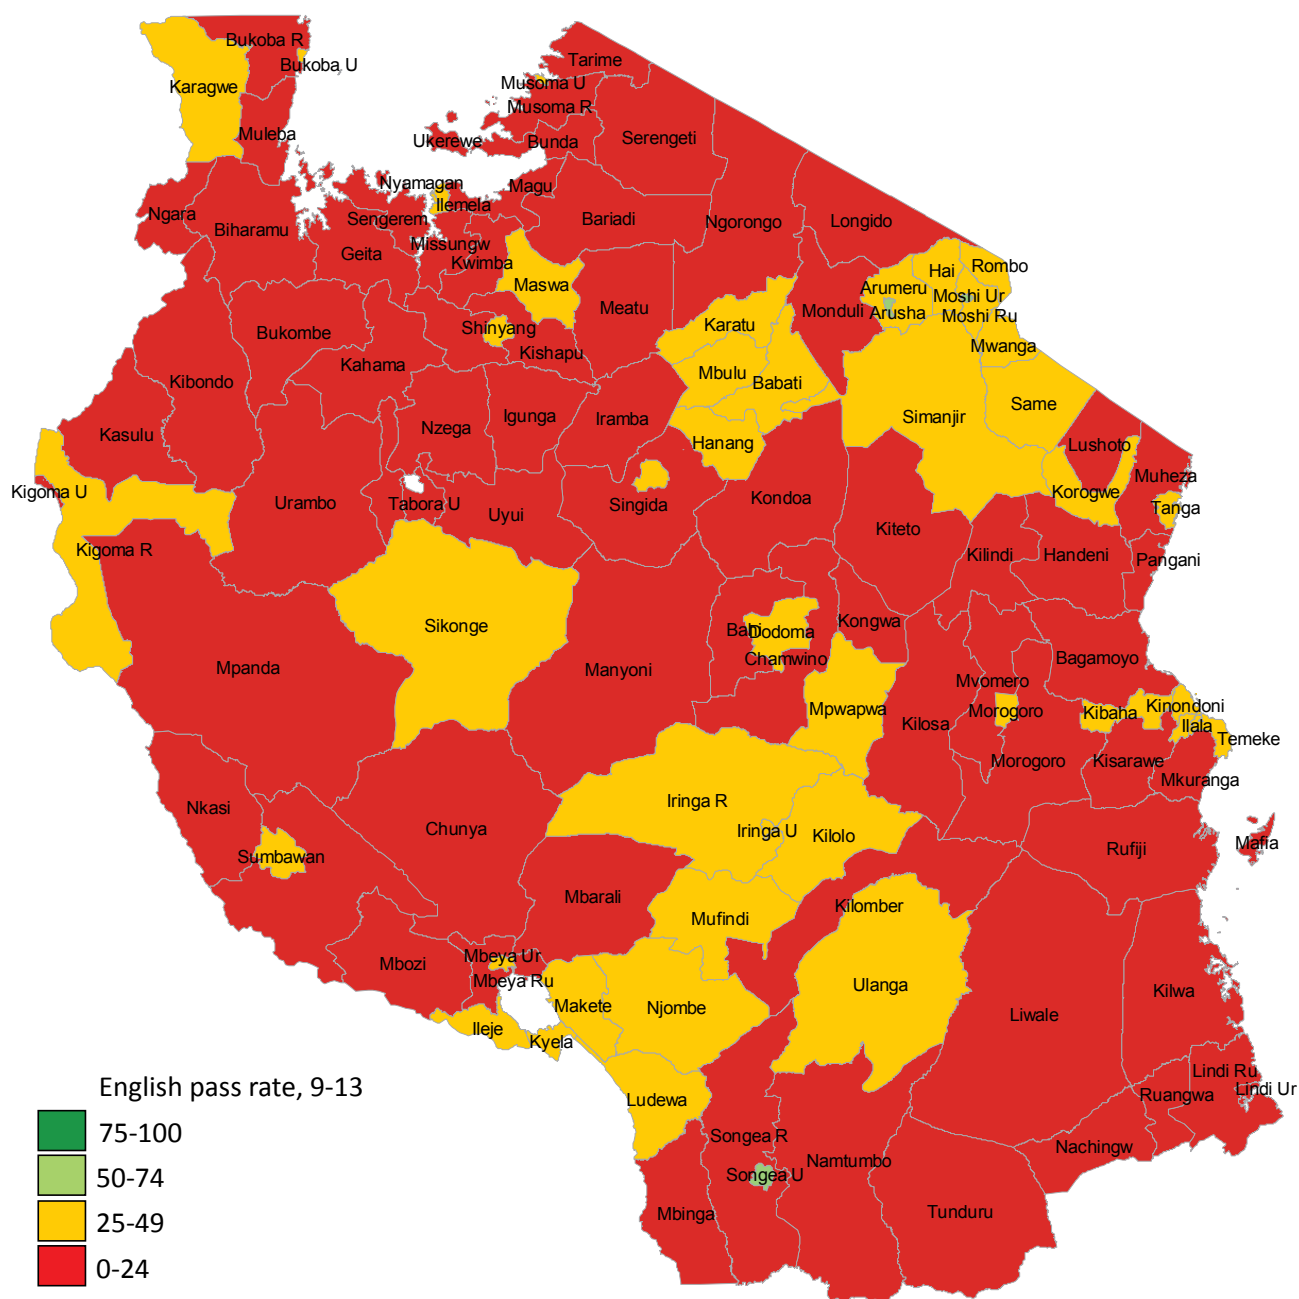 Bukoba R
Bukoba U
Karagwe
Muleba
Tarime
Musoma U
Musoma R
Ukerewe
Bunda
Serengeti
Nyamagan
Ilemela
Magu
Ngara
Biharamu
Sengerem
Geita
Missungw
Kwimba
Bariadi
Ngorongo
Longido
Maswa
Meatu
Hai
Rombo
Arumeru
Moshi Ur
Arusha
Moshi Ru
Monduli
Karatu
Mwanga
Bukombe
Shinyang
Kishapu
Kahama
Kibondo
Mbulu
Babati
Simanjir
Same
Kasulu
Nzega
Igunga
Iramba
Hanang
Lushoto
Kigoma U
Korogwe
Muheza
Tanga
Urambo
Tabora U
Uyui
Singida
Kondoa
Kiteto
Kigoma R
Kilindi
Handeni
Pangani
Sikonge
Bahi
Dodoma
Kongwa
Chamwino
Mpanda
Manyoni
Bagamoyo
Mvomero
Mpwapwa
Kilosa
Morogoro
Kibaha
Kinondoni
Ilala
Temeke
Morogoro
Kisarawe
Mkuranga
Nkasi
Chunya
Iringa R
Iringa U
Kilolo
Rufiji
Mafia
Sumbawan
Mbarali
Mufindi
Kilomber
Mbozi
Mbeya Ur
Mbeya Ru
Makete
Njombe
Ulanga
Liwale
Kilwa
Ileje
Kyela
Ludewa
Lindi Ru
Lindi Ur
Ruangwa
Songea R
Songea U
Namtumbo
Nachingw
Mbinga
Tunduru
English pass rate, 9-13
75-100
50-74
25-49
0-24